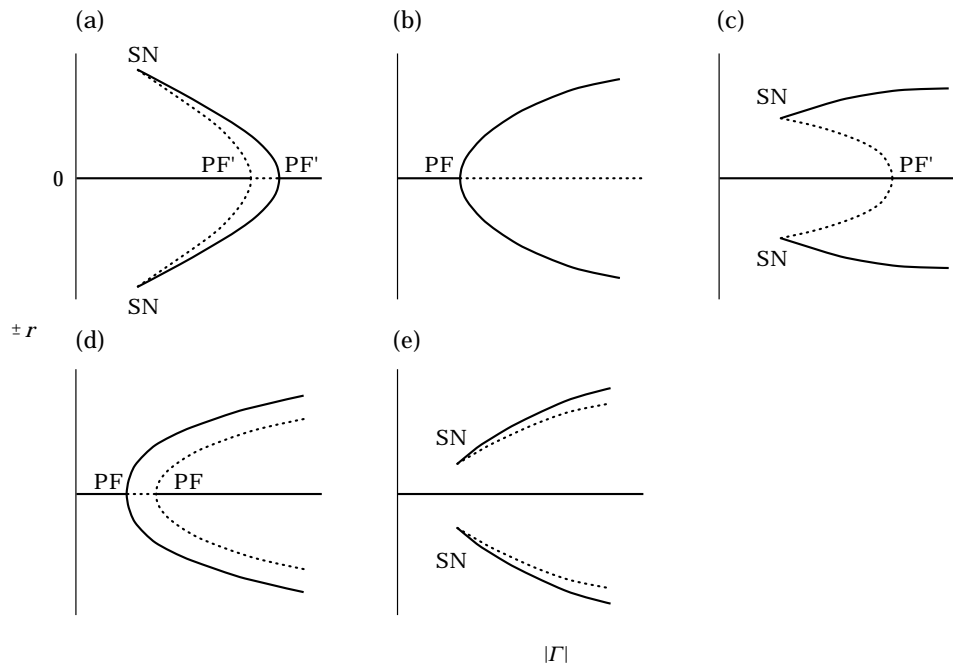 (a) (b) (c)
SN SN
PF' PF' PF PF'
0
SN SN
± r
(d) (e)
SN
PF PF
SN
|Γ|